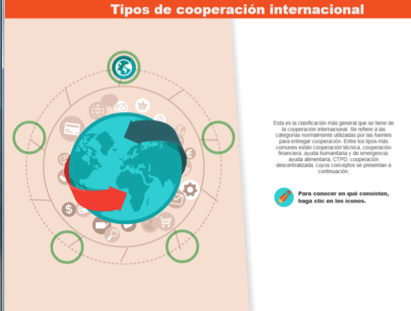 Tipos de cooperación internacional
Esta es la clasificación más general que se tiene de
la cooperación internacional. Se refiere a las
categorías normalmente utilizadas por las fuentes
para entregar cooperación. Entre los tipos más
comunes están cooperación técnica, cooperación
financiera, ayuda humanitaria y de emergencia,
ayuda alimentaria, CTPD, cooperación
descentralizada, cuyos conceptos se presentan a
continuación.
Para conocer en qué consisten,
haga clic en los íconos.